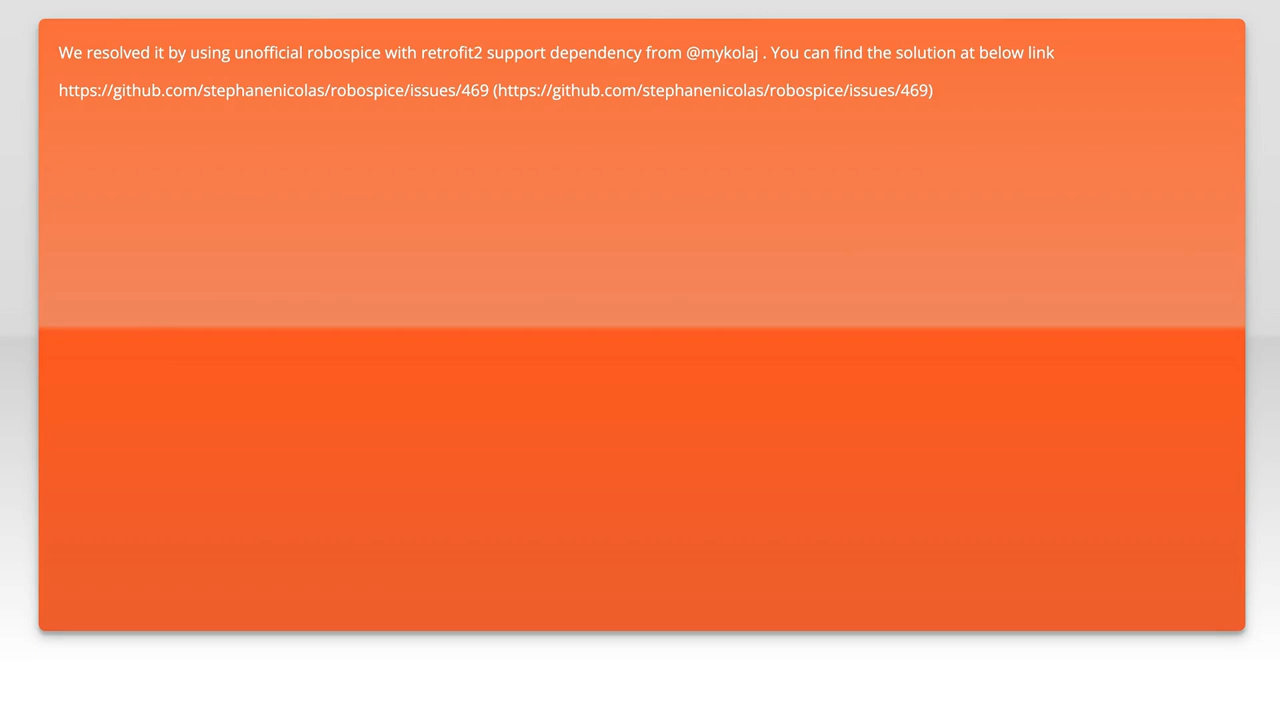 We resolved it by using unofficial robospice with retrofit2 support dependency from @mykolaj . You can find the solution at below link
https://github.com/stephanenicolas/robospice/issues/469 (https://github.com/stephanenicolas/robospice/issues/469)